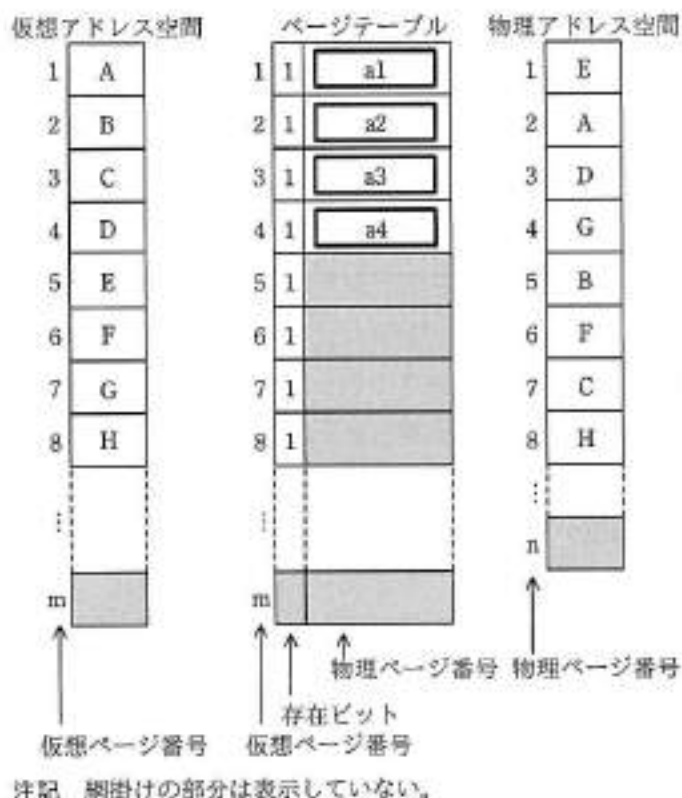 仮想アドレス空間 ページテーブル 物理アドレス空間
1 A 1 1 a1 1 E
2 B 2 1 a2 2 A
3 C 3 1 a3 3 D
4 D 4 1 a4 4 G
5 E 5 1 5 B
6 F 6 1 6 F
7 G 7 1 7 C
8 H 8 1 8 H
… … …
n
m m
物理ページ番号 物理ページ番号
存在ビット
仮想ページ番号 仮想ページ番号
注記 網掛けの部分は表示していない。